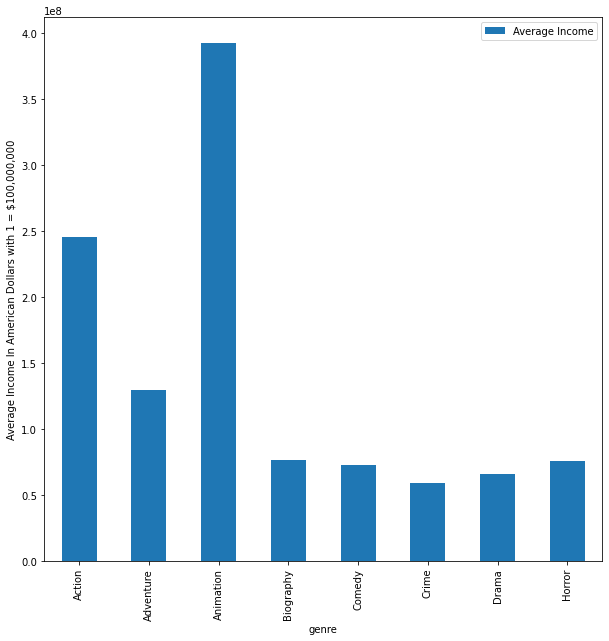 1e8
Average Income
4.0
3.5
3.0
2.5
2.0
1.5
1.0
0.5
0.0
Average Income In American Dollars with 1 = $100,000,000
Action
Adventure
Animation
Biography
Comedy
Crime
Drama
Horror
genre